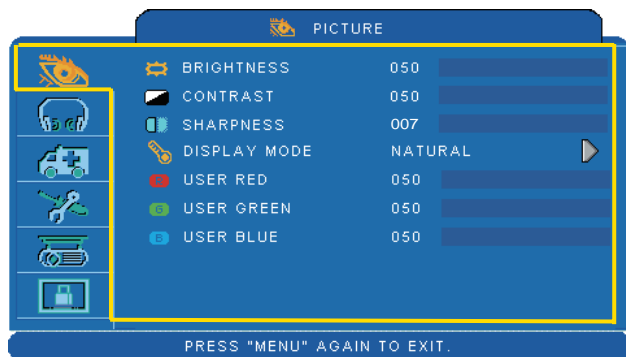 PICTURE
BRIGHTNESS 050
CONTRAST 050
SHARPNESS 007
DISPLAY MODE NATURAL
USER RED 050
G USER GREEN 050
B USER BLUE 050
PRESS "MENU" AGAIN TO EXIT.